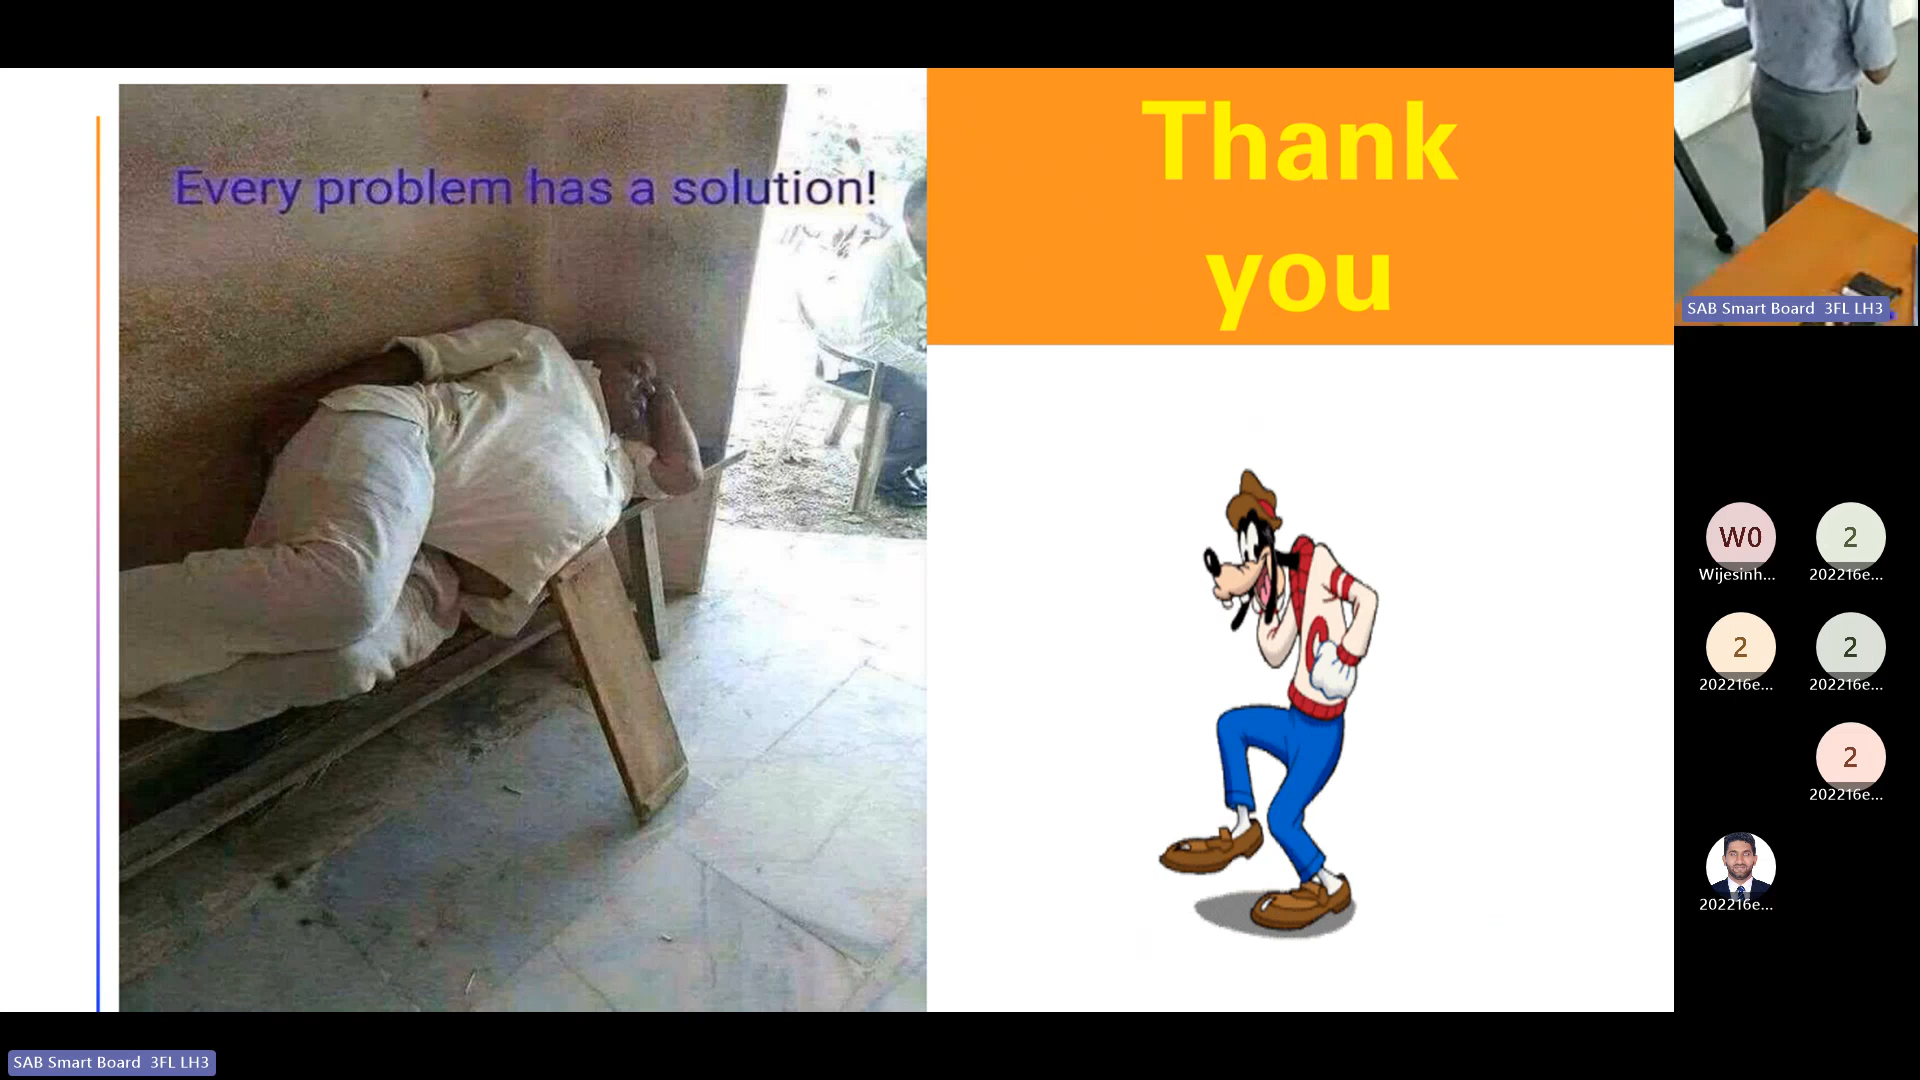 Every problem has a solution!
Thank
you
SAB Smart Board 3FL LH3
W0
Wijesinh...
2
202216e...
2
202216e...
2
202216e...
2
202216e...
202216e...
SAB Smart Board 3FL LH3